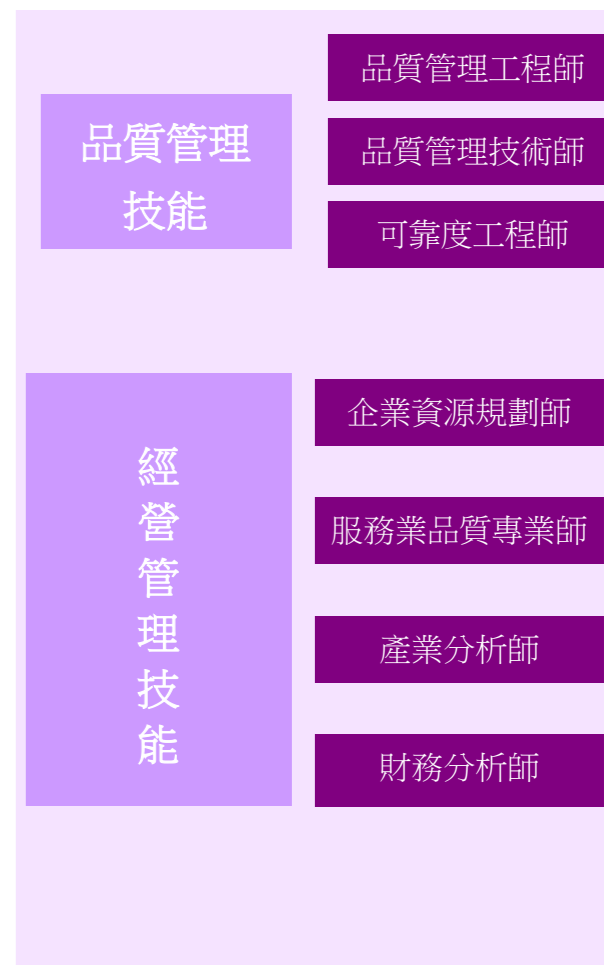 品質管理
技能
品質管理工程師
品質管理技術師
可靠度工程師
經
營
管
理
技
能
企業資源規劃師
服務業品質專業師
產業分析師
財務分析師